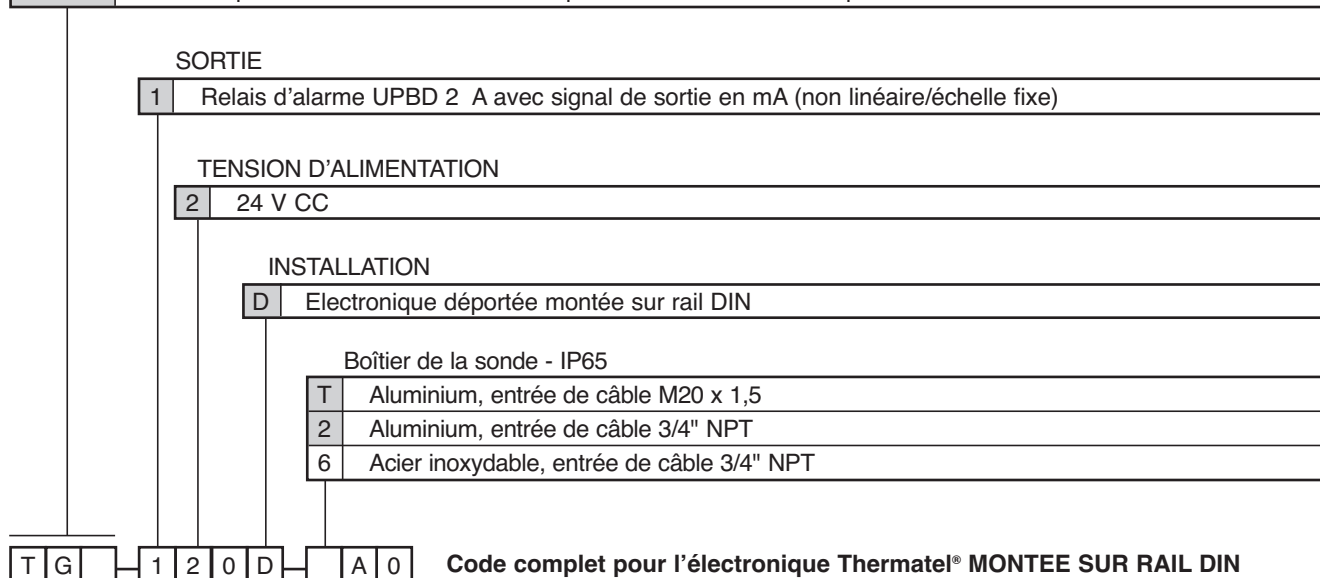 SORTIE
1 Relais d'alarme UPBD 2 A avec signal de sortie en mA (non linéaire/échelle fixe)
TENSION D'ALIMENTATION
2 24 V CC
INSTALLATION
D Electronique déportée montée sur rail DIN
Boîtier de la sonde - IP65
T Aluminium, entrée de câble M20 x 1,5
2 Aluminium, entrée de câble 3/4" NPT
6 Acier inoxydable, entrée de câble 3/4" NPT
T G 1 2 0 D A 0 Code complet pour l'électronique Thermatel® MONTEE SUR RAIL DIN